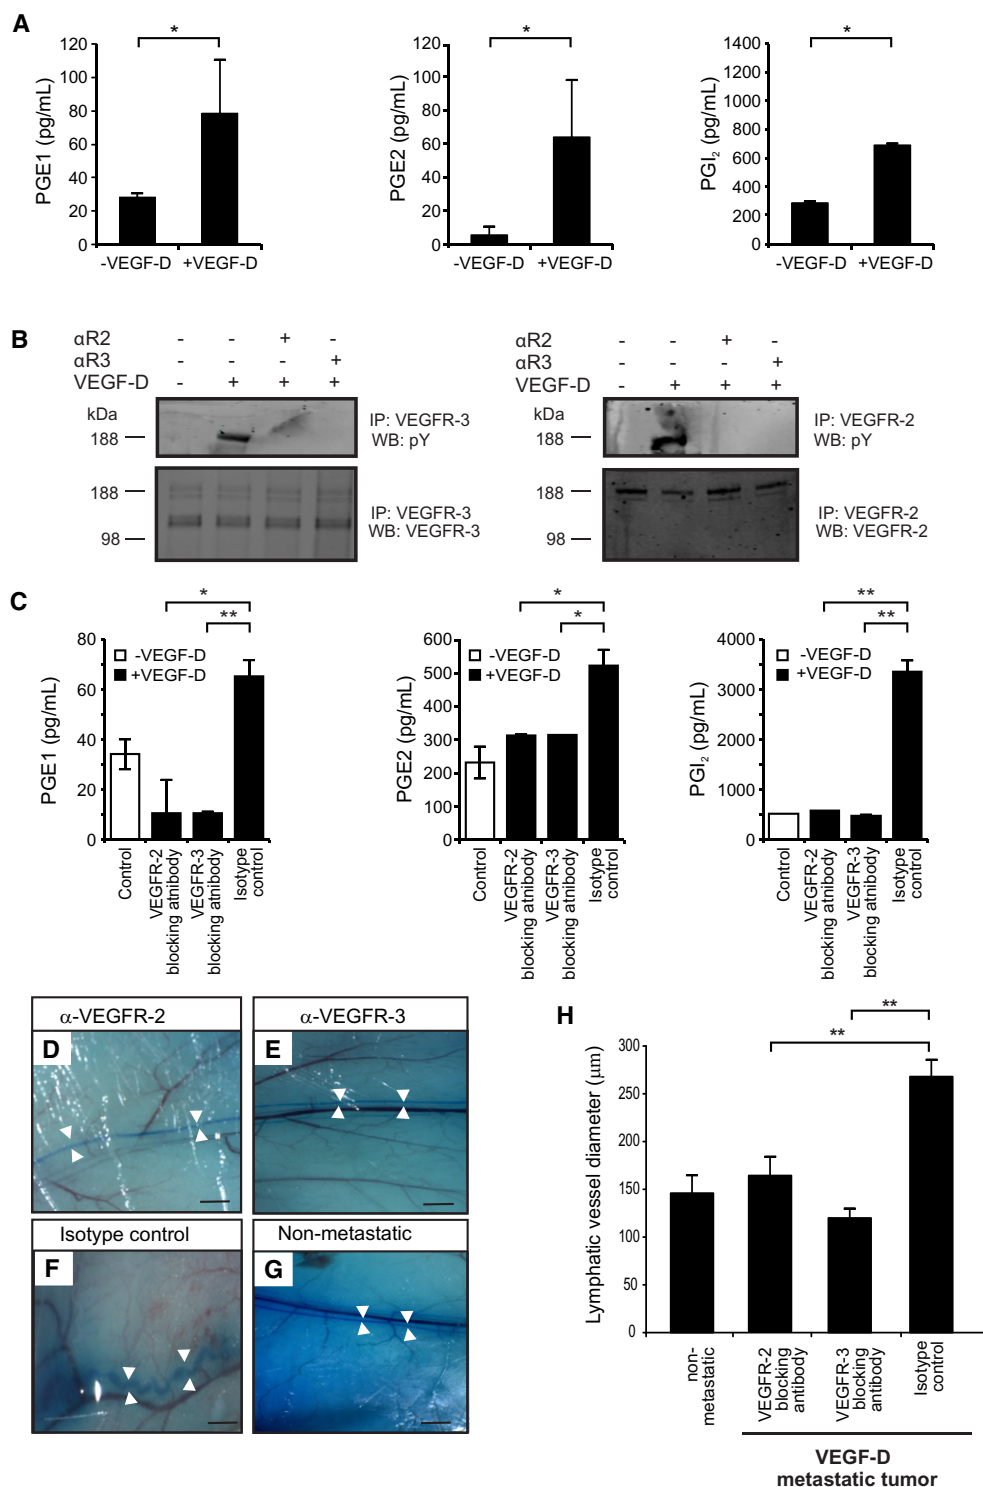 A
*
*
*
PGE1 (pg/mL)
120
100
80
60
40
20
0
-VEGF-D +VEGF-D
PGE2 (pg/mL)
120
100
80
60
40
20
0
-VEGF-D +VEGF-D
PGI2 (pg/mL)
1400
1200
1000
800
600
400
200
0
-VEGF-D +VEGF-D
B
αR2 - - + -
αR3 - - - +
VEGF-D - + + +
kDa
188
IP: VEGFR-3
WB: pY
188
98
IP: VEGFR-3
WB: VEGFR-3
αR2 - - + -
αR3 - - - +
VEGF-D - + + +
kDa
188
IP: VEGFR-2
WB: pY
188
98
IP: VEGFR-2
WB: VEGFR-2
C
*
**
PGE1 (pg/mL)
80
60
40
20
0
-VEGF-D
+VEGF-D
Control
VEGFR-2
blocking atnibody
VEGFR-3
blocking atnibody
Isotype
control
*
*
PGE2 (pg/mL)
600
500
400
300
200
100
0
-VEGF-D
+VEGF-D
Control
VEGFR-2
blocking atnibody
VEGFR-3
blocking atnibody
Isotype
control
**
**
PGI2 (pg/mL)
4000
3000
2000
1000
0
-VEGF-D
+VEGF-D
Control
VEGFR-2
blocking atnibody
VEGFR-3
blocking atnibody
Isotype
control
α-VEGFR-2
D
α-VEGFR-3
E
Isotype control
F
Non-metastatic
G
H
**
**
Lymphatic vessel diameter (μm)
300
250
200
150
100
50
0
non-
metastatic
VEGFR-2
blocking
antibody
VEGFR-3
blocking
antibody
Isotype
control
VEGF-D
metastatic tumor